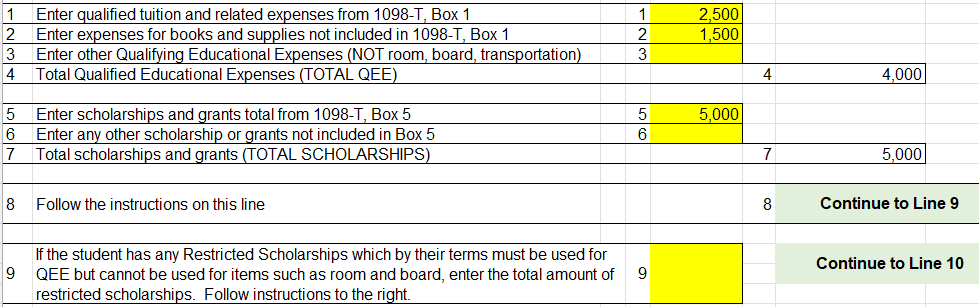 1 Enter qualified tuition and related expenses from 1098-T, Box 1 1 2,500
2 Enter expenses for books and supplies not included in 1098-T, Box 1 2 1,500
3 Enter other Qualifying Educational Expenses (NOT room, board, transportation) 3
4 Total Qualified Educational Expenses (TOTAL QEE) 4 4,000
5 Enter scholarships and grants total from 1098-T, Box 5 5 5,000
6 Enter any other scholarship or grants not included in Box 5 6
7 Total scholarships and grants (TOTAL SCHOLARSHIPS) 7 5,000
8 Follow the instructions on this line 8 Continue to Line 9
If the student has any Restricted Scholarships which by their terms must be used for
9 QEE but cannot be used for items such as room and board, enter the total amount of 9 Continue to Line 10
restricted scholarships. Follow instructions to the right.